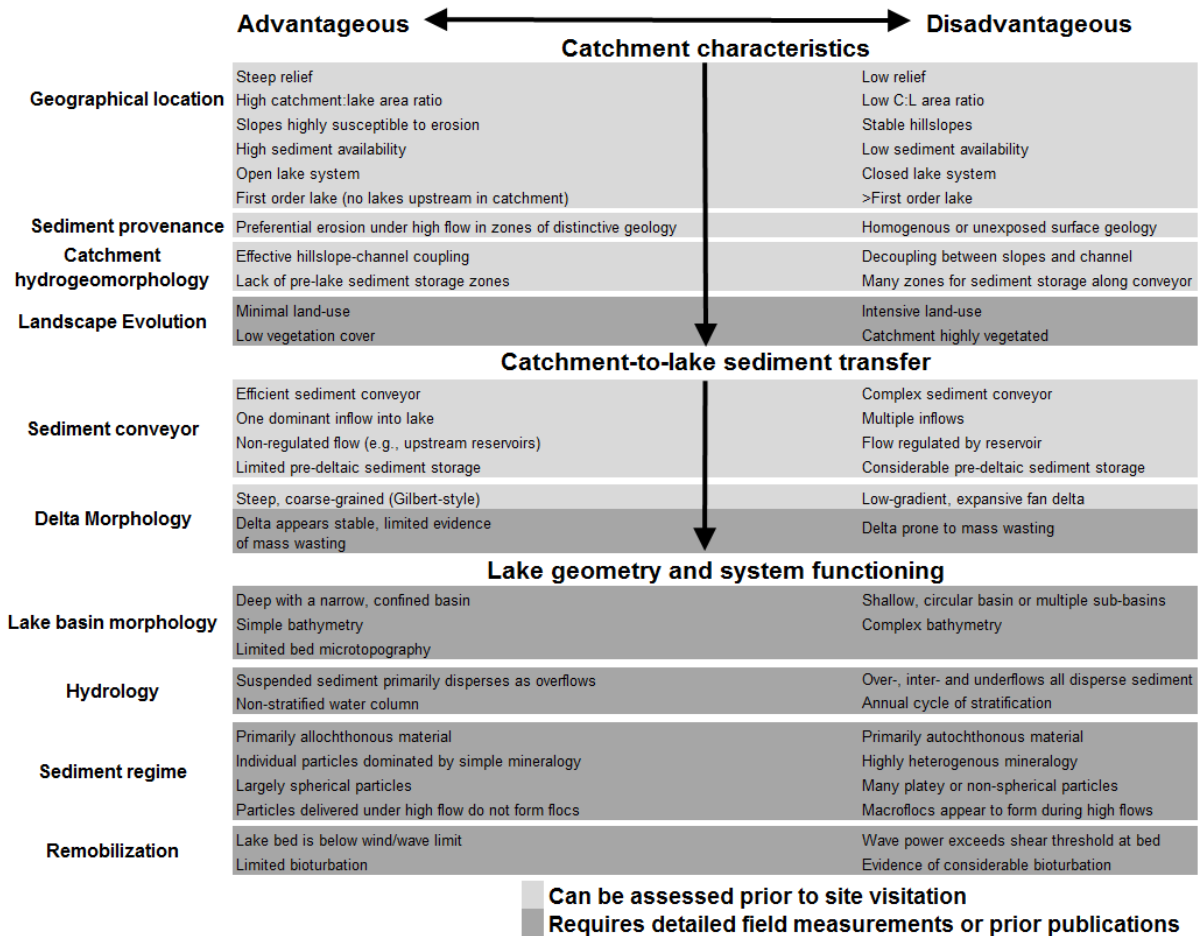 Advantageous Disadvantageous
Catchment characteristics
Geographical location
Steep relief Low relief
High catchment:lake area ratio Low C:L area ratio
Slopes highly susceptible to erosion Stable hillslopes
High sediment availability Low sediment availability
Open lake system Closed lake system
First order lake (no lakes upstream in catchment) >First order lake
Sediment provenance Preferential erosion under high flow in zones of distinctive geology Homogenous or unexposed surface geology
Catchment
hydrogeomorphology
Effective hillslope-channel coupling Decoupling between slopes and channel
Lack of pre-lake sediment storage zones Many zones for sediment storage along conveyor
Landscape Evolution
Minimal land-use Intensive land-use
Low vegetation cover Catchment highly vegetated
Catchment-to-lake sediment transfer
Sediment conveyor
Efficient sediment conveyor Complex sediment conveyor
One dominant inflow into lake Multiple inflows
Non-regulated flow (e.g., upstream reservoirs) Flow regulated by reservoir
Limited pre-deltaic sediment storage Considerable pre-deltaic sediment storage
Delta Morphology
Steep, coarse-grained (Gilbert-style) Low-gradient, expansive fan delta
Delta appears stable, limited evidence
of mass wasting
Delta prone to mass wasting
Lake geometry and system functioning
Lake basin morphology
Deep with a narrow, confined basin Shallow, circular basin or multiple sub-basins
Simple bathymetry Complex bathymetry
Limited bed microtopography
Hydrology
Suspended sediment primarily disperses as overflows Over-, inter- and underflows all disperse sediment
Non-stratified water column Annual cycle of stratification
Sediment regime
Primarily allochthonous material Primarily autochthonous material
Individual particles dominated by simple mineralogy Highly heterogenous mineralogy
Largely spherical particles Many platey or non-spherical particles
Particles delivered under high flow do not form flocs Macroflocs appear to form during high flows
Remobilization
Lake bed is below wind/wave limit Wave power exceeds shear threshold at bed
Limited bioturbation Evidence of considerable bioturbation
Can be assessed prior to site visitation
Requires detailed field measurements or prior publications